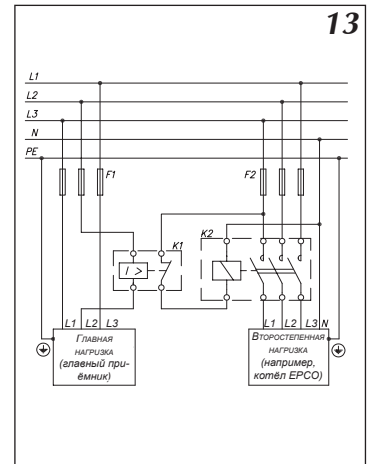 13
L1
L2
L3
N
PE
F1
F2
K1
K2
I >
L1 L2 L3
L1 L2 L3 N
Главная
нагрузка
(главный при-
ёмник)
Второстепенная
нагрузка
(например,
котёл EPCO)